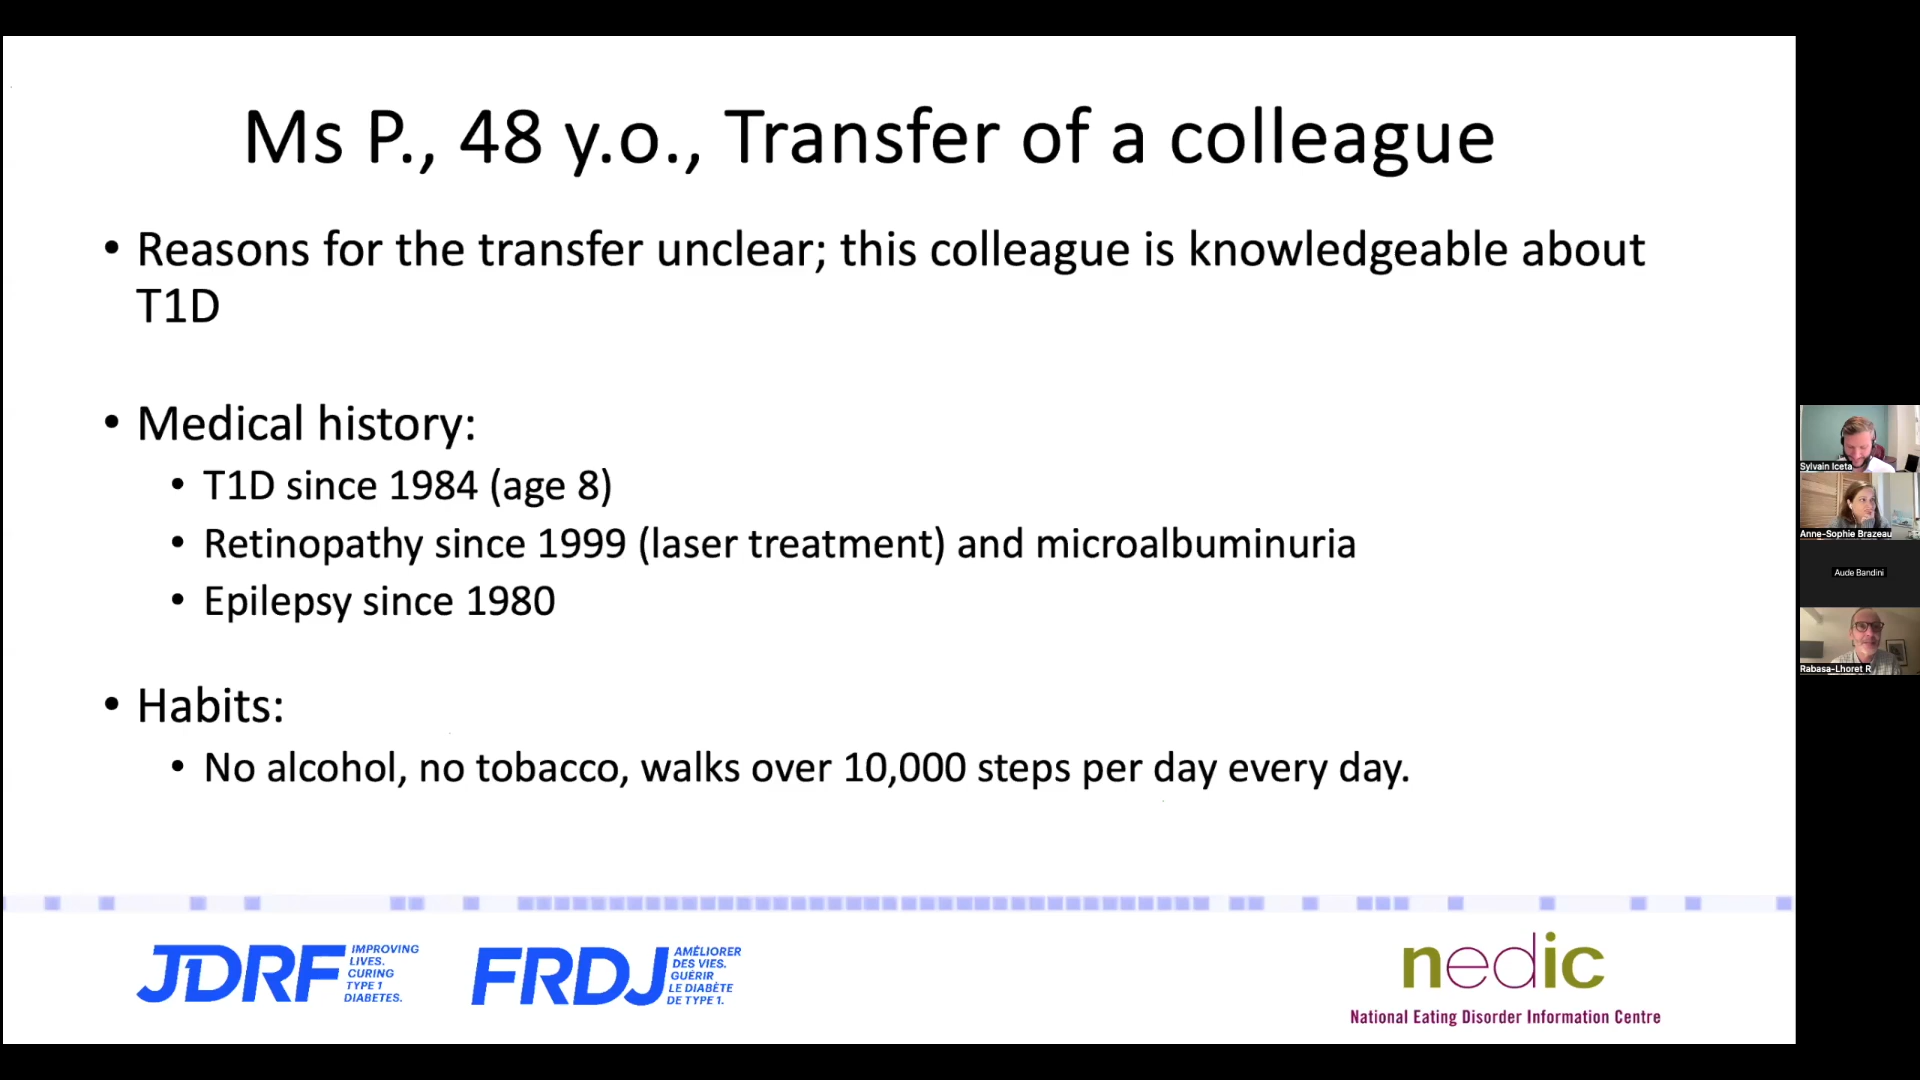 Ms P., 48 y.o., Transfer of a colleague
• Reasons for the transfer unclear; this colleague is knowledgeable about
T1D
• Medical history:
• T1D since 1984 (age 8)
• Retinopathy since 1999 (laser treatment) and microalbuminuria
• Epilepsy since 1980
• Habits:
• No alcohol, no tobacco, walks over 10,000 steps per day every day.
Sylvain Iceta
Anne-Sophie Brazeau
Aude Bandini
Rabasa-Lhoret R
JDRF
IMPROVING
LIVES.
CURING
TYPE 1
DIABETES.
FRDJ
AMÉLIORER
DES VIES.
GUÉRIR
LE DIABÈTE
DE TYPE 1.
nedic
National Eating Disorder Information Centre